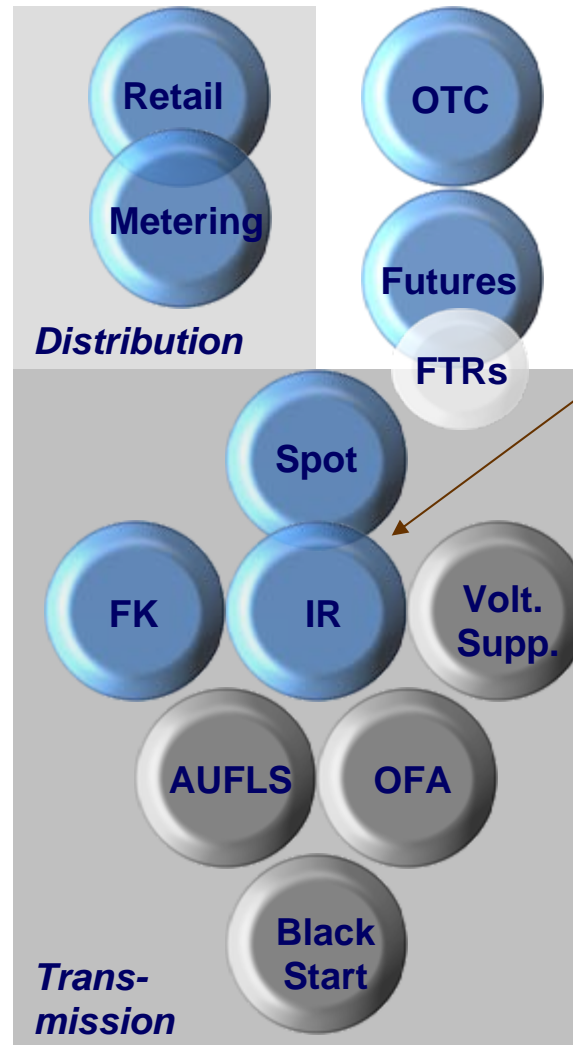 Retail
OTC
Metering
Futures
Distribution
FTRs
Spot
FK
IR
Volt.
Supp.
AUFLS
OFA
Black
Start
Trans-
mission